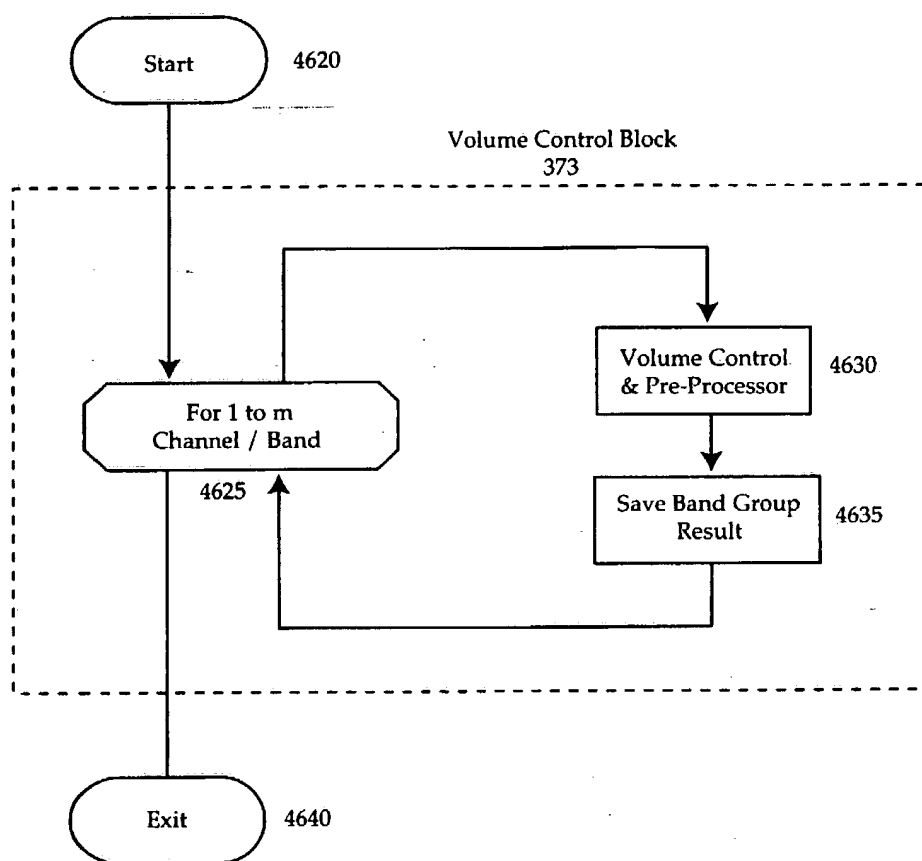 Start
4620
Volume Control Block
373
For 1 to m
Channel / Band
4625
Volume Control
& Pre-Processor
4630
Save Band Group
Result
4635
Exit
4640